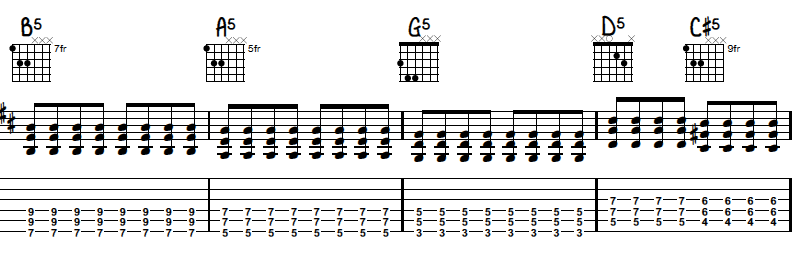 B5 A5 G5 D5 C#5
xxx xxx xxx xxo x xxx
7fr 5fr 9fr
7 7 7 7 6 6 6 6
9 9 9 9 9 9 9 9 7 7 7 7 7 7 7 7 5 5 5 5 5 5 5 5 7 7 7 7 6 6 6 6
9 9 9 9 9 9 9 9 7 7 7 7 7 7 7 7 5 5 5 5 5 5 5 5 5 5 5 5 4 4 4 4
7 7 7 7 7 7 7 7 5 5 5 5 5 5 5 5 3 3 3 3 3 3 3 3